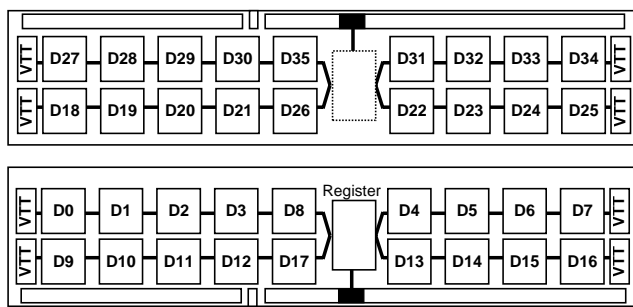 VTT D27 D28 D29 D30 D35 D31 D32 D33 D34 VTT
VTT D18 D19 D20 D21 D26 D22 D23 D24 D25 VTT
Register
VTT D0 D1 D2 D3 D8 D4 D5 D6 D7 VTT
VTT D9 D10 D11 D12 D17 D13 D14 D15 D16 VTT